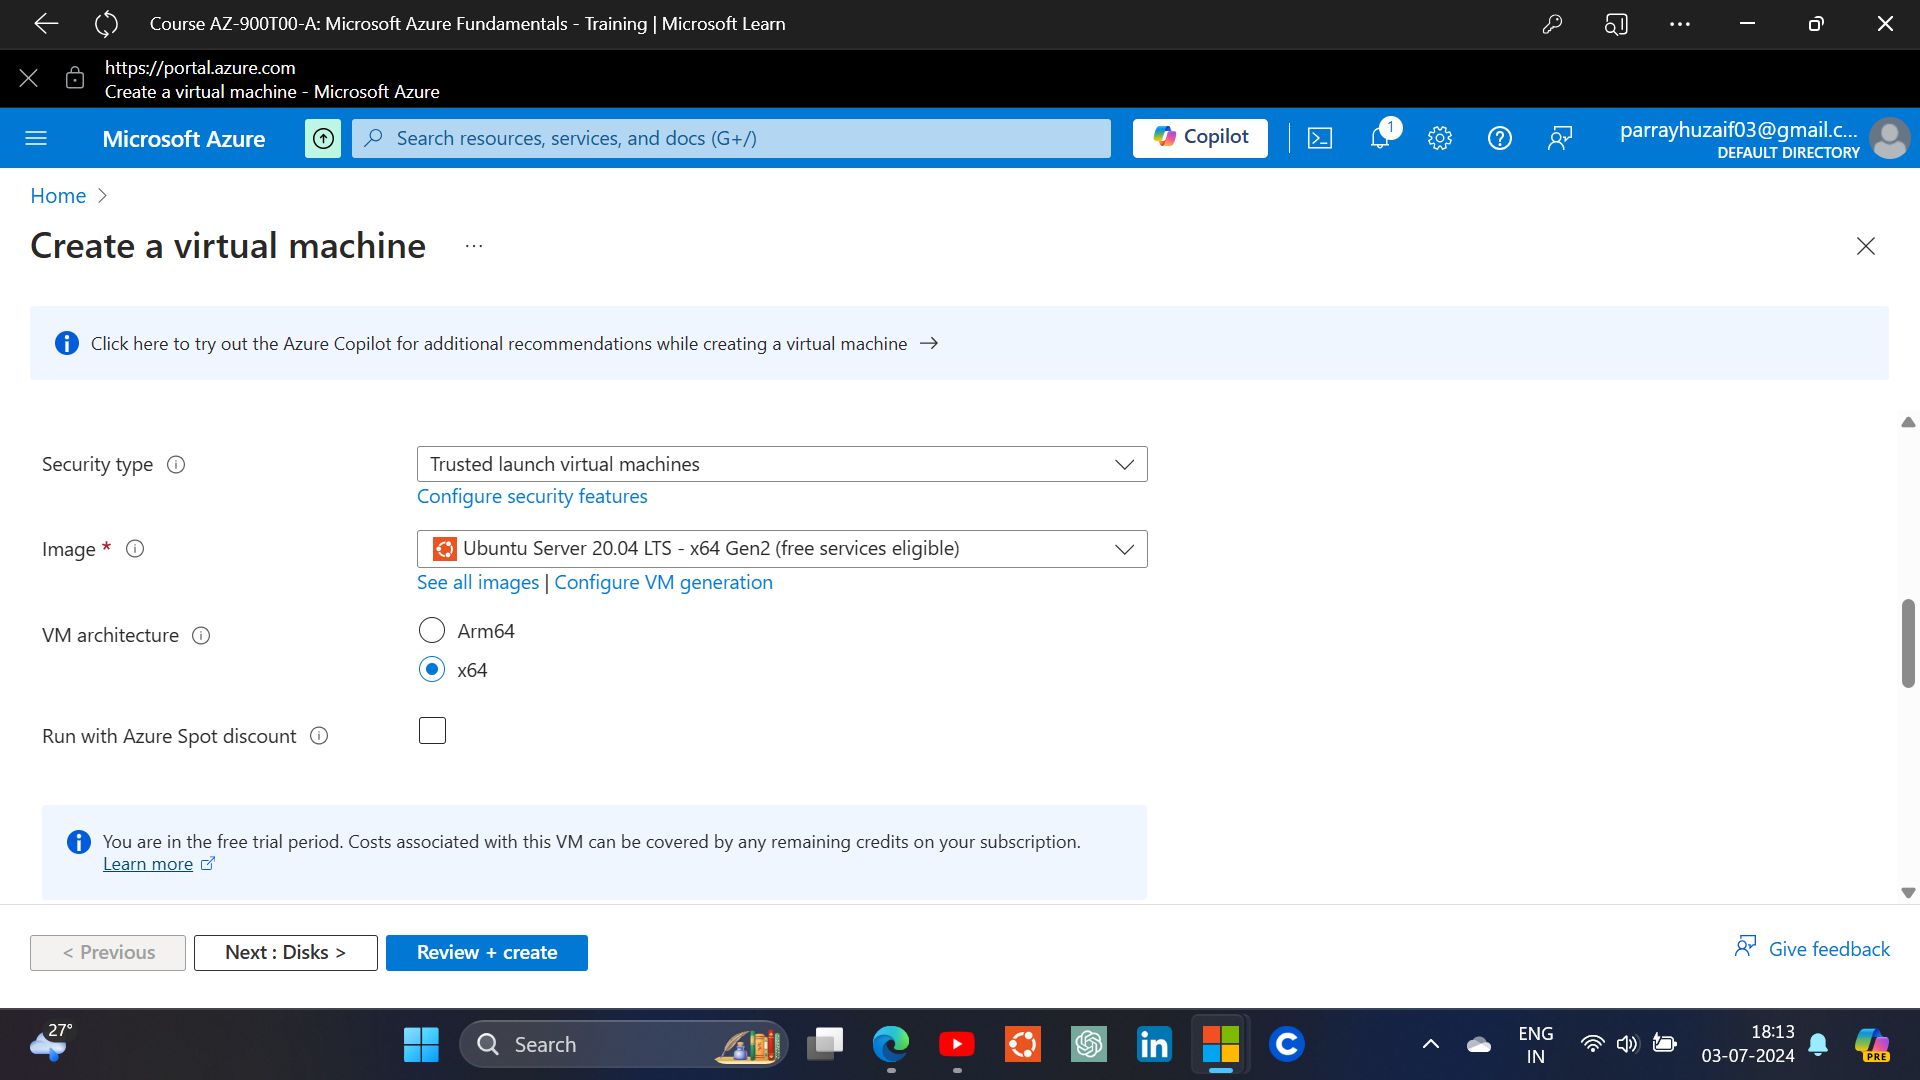 Course AZ-900T00-A: Microsoft Azure Fundamentals - Training | Microsoft Learn
https://portal.azure.com
Create a virtual machine - Microsoft Azure
Microsoft Azure
Search resources, services, and docs (G+/)
Copilot
1
parrayhuzaif03@gmail.c...
DEFAULT DIRECTORY
Home
Create a virtual machine
Click here to try out the Azure Copilot for additional recommendations while creating a virtual machine →
Security type
Trusted launch virtual machines
Configure security features
Image *
Ubuntu Server 20.04 LTS - x64 Gen2 (free services eligible)
See all images | Configure VM generation
VM architecture
Arm64
x64
Run with Azure Spot discount
You are in the free trial period. Costs associated with this VM can be covered by any remaining credits on your subscription.
Learn more
< Previous
Next : Disks >
Review + create
Give feedback
27°
Search
ENG
IN
18:13
03-07-2024
PRE